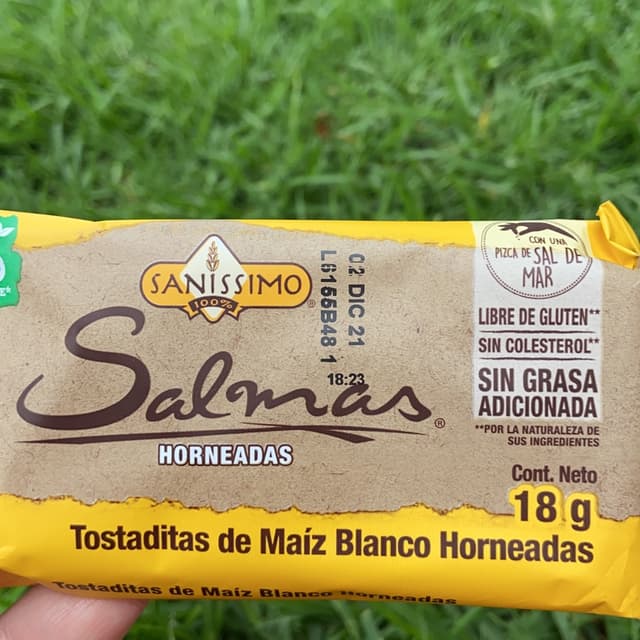 SANÍSSIMO
100%
®
Salmas®
HORNEADAS
02 DIC 21
L6155B48 1
18:23
CON UNA
PIZCA DE SAL DE
MAR
LIBRE DE GLUTEN**
SIN COLESTEROL**
SIN GRASA
ADICIONADA
**POR LA NATURALEZA DE
SUS INGREDIENTES
Cont. Neto
18 g
Tostaditas de Maíz Blanco Horneadas
Tostaditas de Maíz Blanco Horneadas